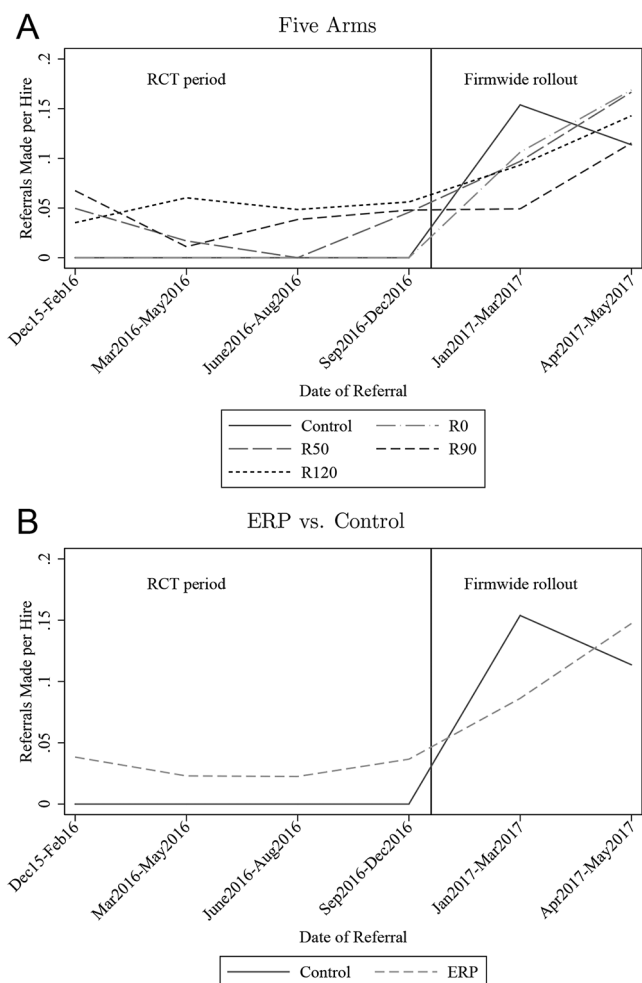 A
Five Arms
RCT period
Firmwide rollout
Referrals Made per Hire
.2
.15
.1
.05
0
Dec15-Feb16
Mar2016-May2016
June2016-Aug2016
Sep2016-Dec2016
Jan2017-Mar2017
Apr2017-May2017
Date of Referral
Control
R0
R50
R90
R120
B
ERP vs. Control
RCT period
Firmwide rollout
Referrals Made per Hire
.2
.15
.1
.05
0
Dec15-Feb16
Mar2016-May2016
June2016-Aug2016
Sep2016-Dec2016
Jan2017-Mar2017
Apr2017-May2017
Date of Referral
Control
ERP